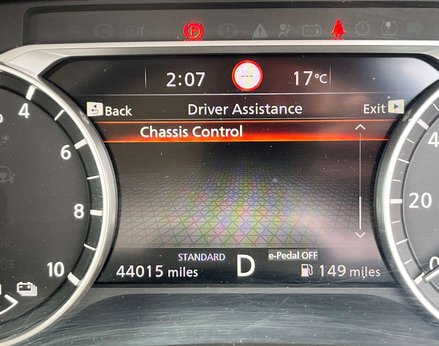 2:07 --- 17°C
Back Driver Assistance Exit
Chassis Control
4
6
8
10
20
0
STANDARD e-Pedal OFF
44015 miles D 149 miles